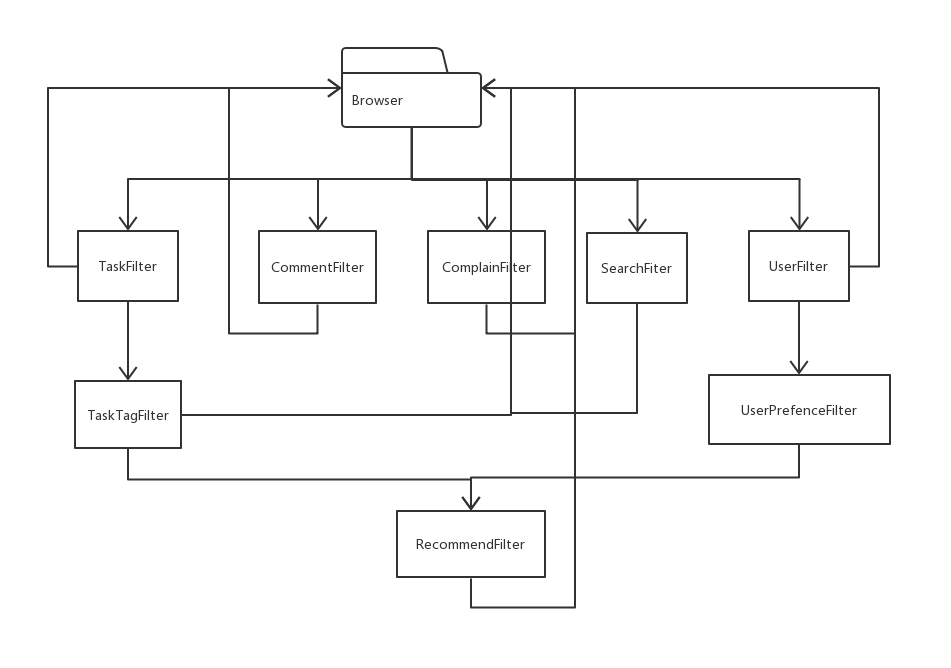 Browser
TaskFilter
CommentFilter
ComplainFilter
SearchFiter
UserFilter
TaskTagFilter
UserPrefenceFilter
RecommendFilter